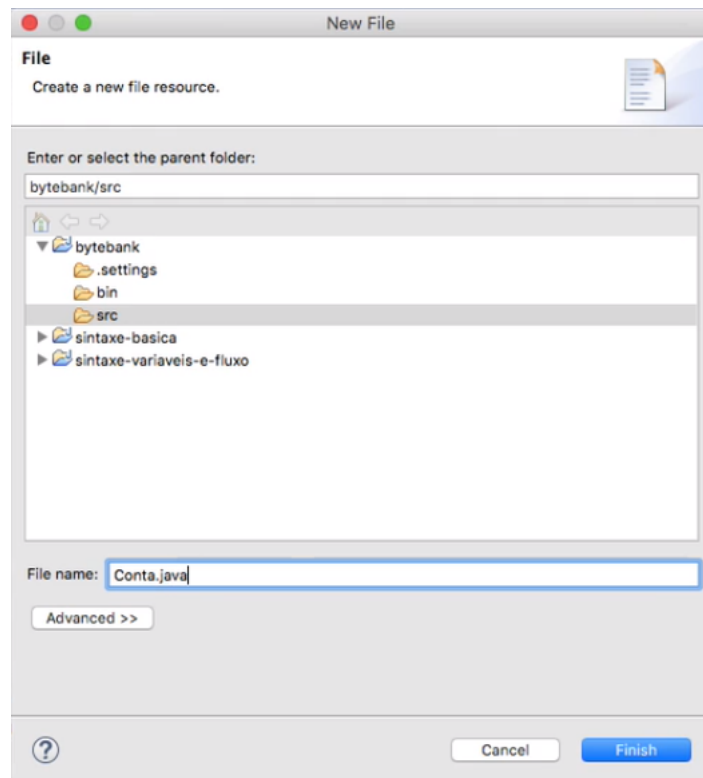 New File
File
Create a new file resource.
Enter or select the parent folder:
bytebank/src
bytebank
.settings
bin
src
sintaxe-basica
sintaxe-variaveis-e-fluxo
File name: Conta.java
Advanced >>
? Cancel Finish